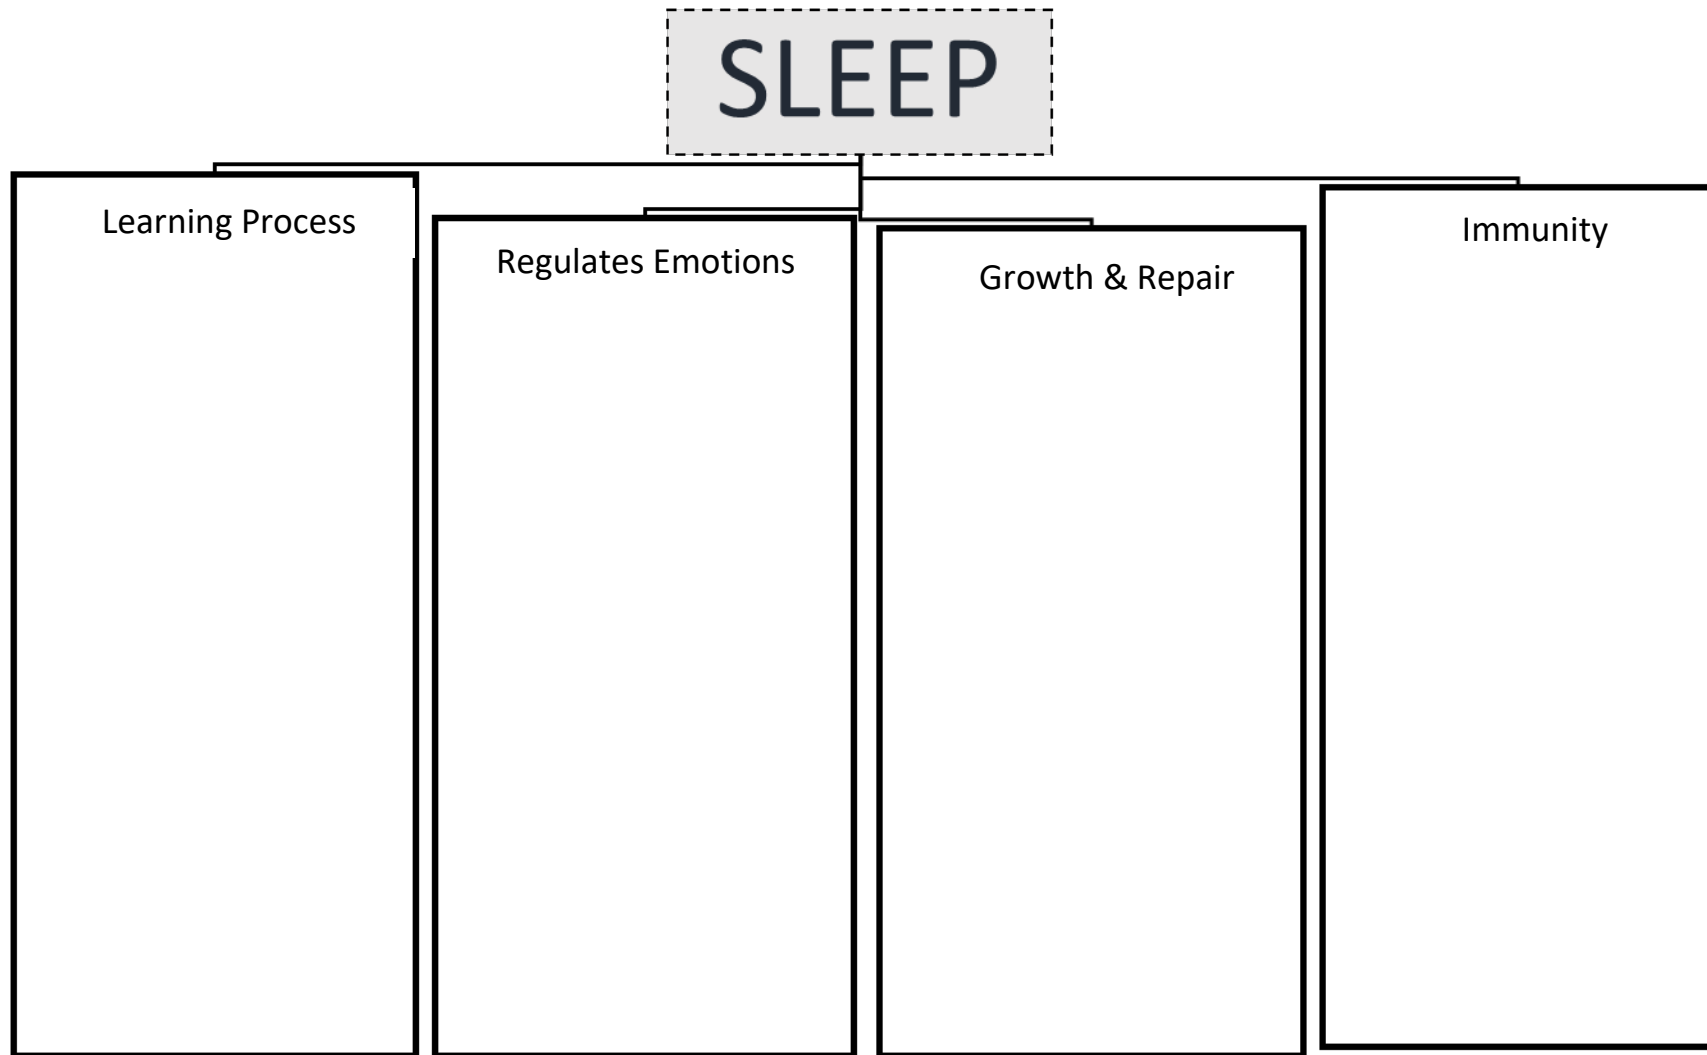 SLEEP
Learning Process
Regulates Emotions
Growth & Repair
Immunity